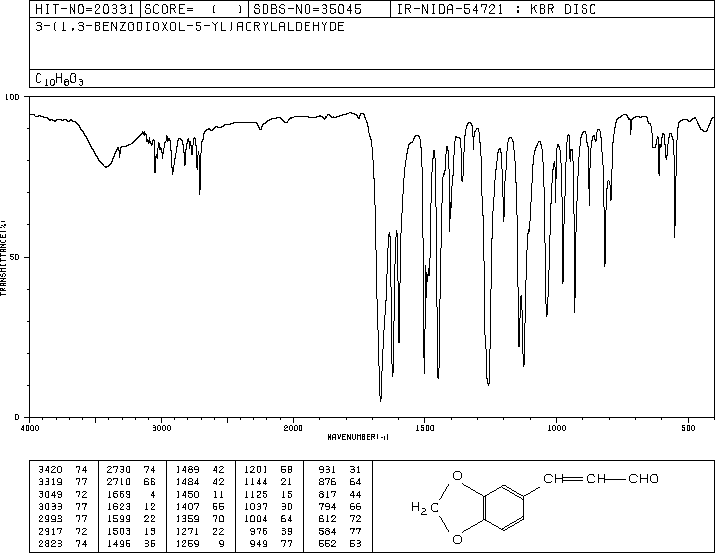 HIT-NO=20331 SCORE= ( ) SDBS-NO=35045 IR-NIDA-54721 : KBR DISC
3-(1,3-BENZODIOXOL-5-YL)ACRYLALDEHYDE
C10H8O3
100
50
0
TRANSMITTANCE(%)
4000 3000 2000 1500 1000 500
WAVENUMBER(-1)
3420 74 2730 74 1489 42 1201 58 931 31
3319 77 2710 66 1484 42 1144 21 876 64
3049 72 1669 4 1450 11 1125 15 817 44
3033 77 1623 12 1407 55 1037 30 794 66
2993 77 1599 22 1359 70 1004 64 612 72
2917 72 1503 13 1271 22 976 39 584 77
2823 74 1496 36 1259 9 949 77 552 53
O
CH CH CHO
H2C
O